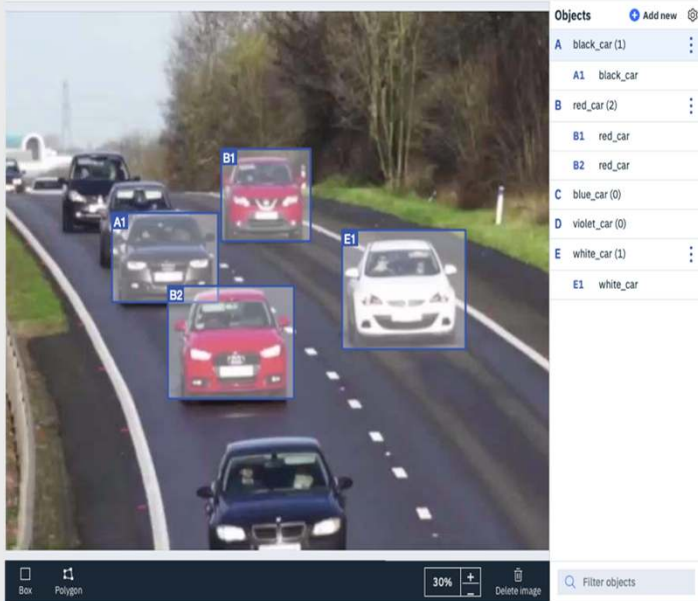 Objects
Add new
A black_car (1)
A1 black_car
B red_car (2)
B1 red_car
B2 red_car
C blue_car (0)
D violet_car (0)
E white_car (1)
E1 white_car
B1
A1
E1
B2
Box
Polygon
30%
+
–
Delete image
Filter objects